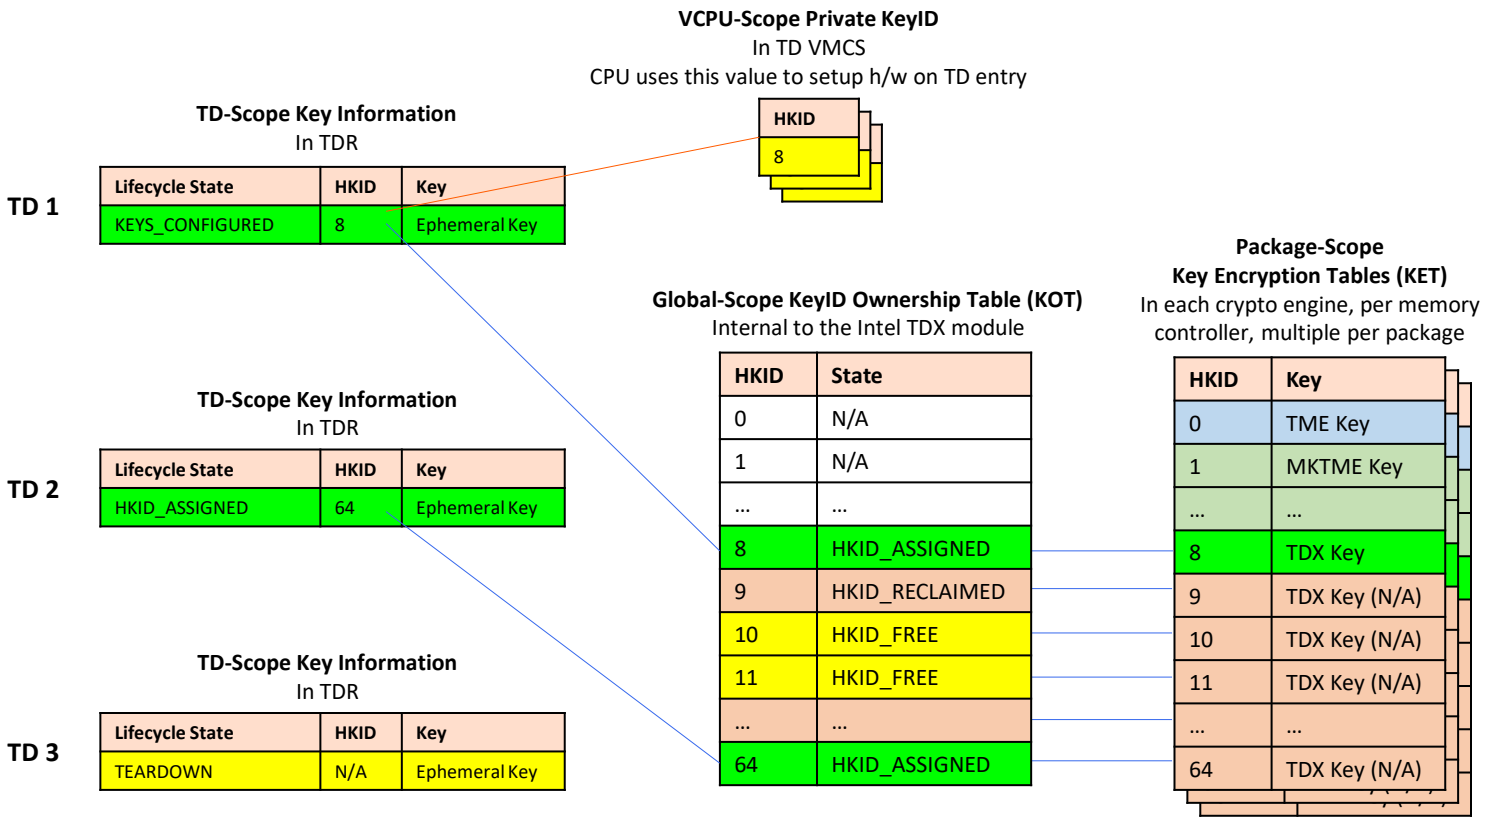 VCPU-Scope Private KeyID
In TD VMCS
CPU uses this value to setup h/w on TD entry
HKID
8
TD-Scope Key Information
In TDR
TD 1
Lifecycle State HKID Key
KEYS_CONFIGURED 8 Ephemeral Key
TD-Scope Key Information
In TDR
TD 2
Lifecycle State HKID Key
HKID_ASSIGNED 64 Ephemeral Key
TD-Scope Key Information
In TDR
TD 3
Lifecycle State HKID Key
TEARDOWN N/A Ephemeral Key
Global-Scope KeyID Ownership Table (KOT)
Internal to the Intel TDX module
HKID State
0 N/A
1 N/A
... ...
8 HKID_ASSIGNED
9 HKID_RECLAIMED
10 HKID_FREE
11 HKID_FREE
... ...
64 HKID_ASSIGNED
Package-Scope
Key Encryption Tables (KET)
In each crypto engine, per memory
controller, multiple per package
HKID Key
0 TME Key
1 MKTME Key
... ...
8 TDX Key
9 TDX Key (N/A)
10 TDX Key (N/A)
11 TDX Key (N/A)
... ...
64 TDX Key (N/A)